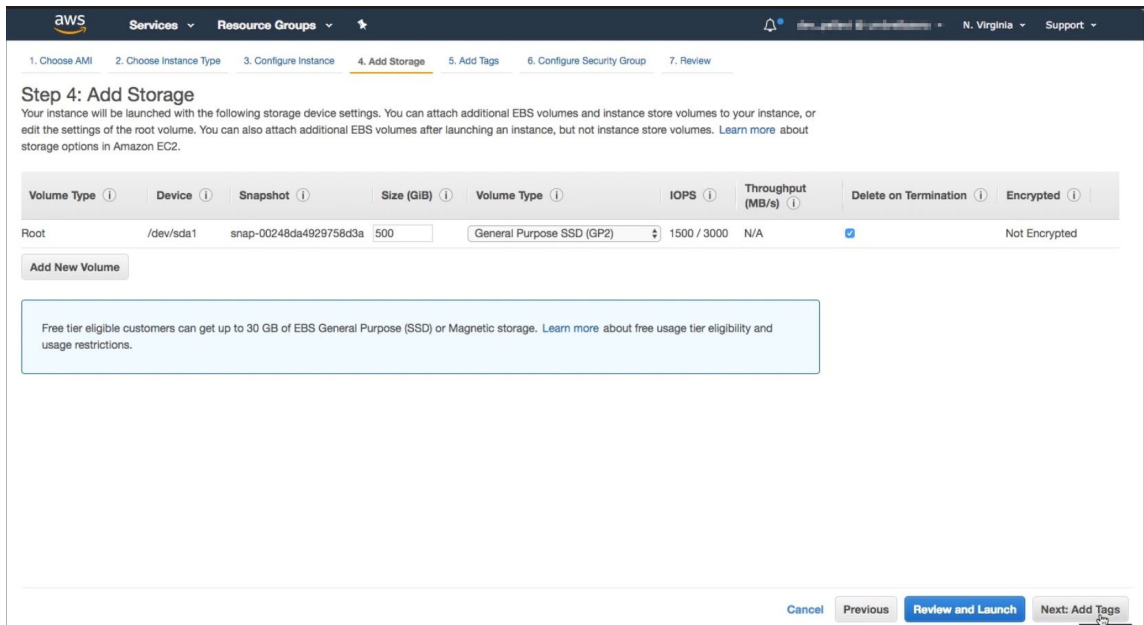 aws Services Resource Groups N. Virginia Support
1. Choose AMI 2. Choose Instance Type 3. Configure Instance 4. Add Storage 5. Add Tags 6. Configure Security Group 7. Review
Step 4: Add Storage
Your instance will be launched with the following storage device settings. You can attach additional EBS volumes and instance store volumes to your instance, or
edit the settings of the root volume. You can also attach additional EBS volumes after launching an instance, but not instance store volumes. Learn more about
storage options in Amazon EC2.
Volume Type i Device i Snapshot i Size (GiB) i Volume Type i IOPS i Throughput (MB/s) i Delete on Termination i Encrypted i
Root /dev/sda1 snap-00248da4929758d3a 500 General Purpose SSD (GP2) 1500 / 3000 N/A Not Encrypted
Add New Volume
Free tier eligible customers can get up to 30 GB of EBS General Purpose (SSD) or Magnetic storage. Learn more about free usage tier eligibility and
usage restrictions.
Cancel Previous Review and Launch Next: Add Tags